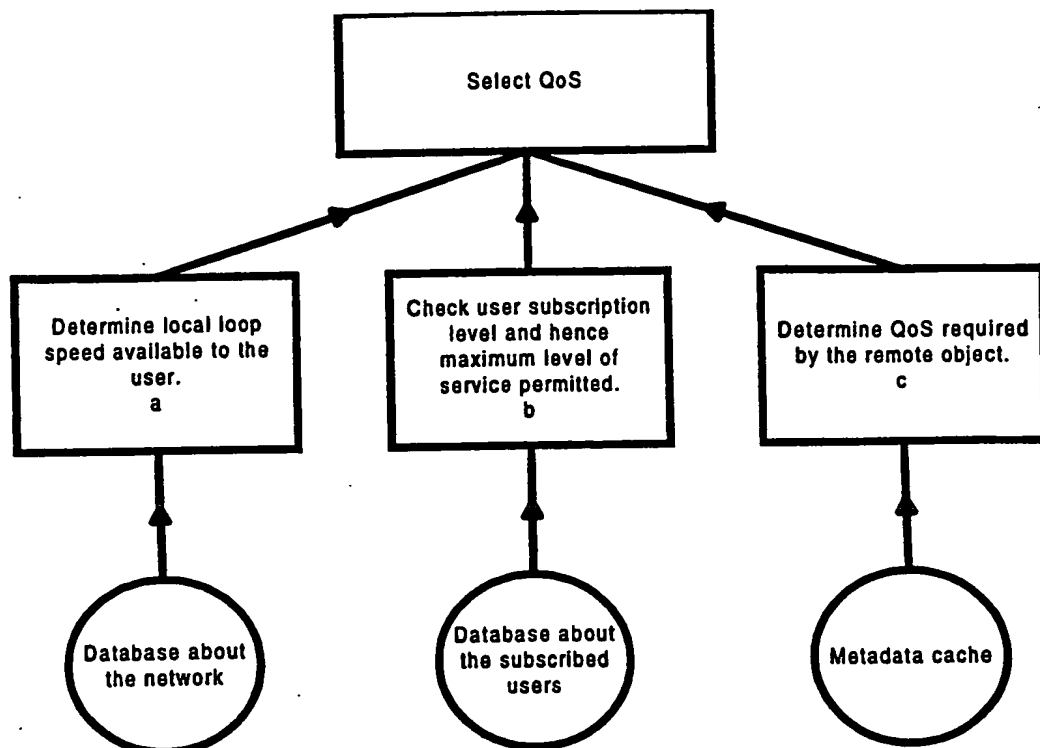 Select QoS
Determine local loop
speed available to the
user.
a
Check user subscription
level and hence
maximum level of
service permitted.
b
Determine QoS required
by the remote object.
c
Database about
the network
Database about
the subscribed
users
Metadata cache